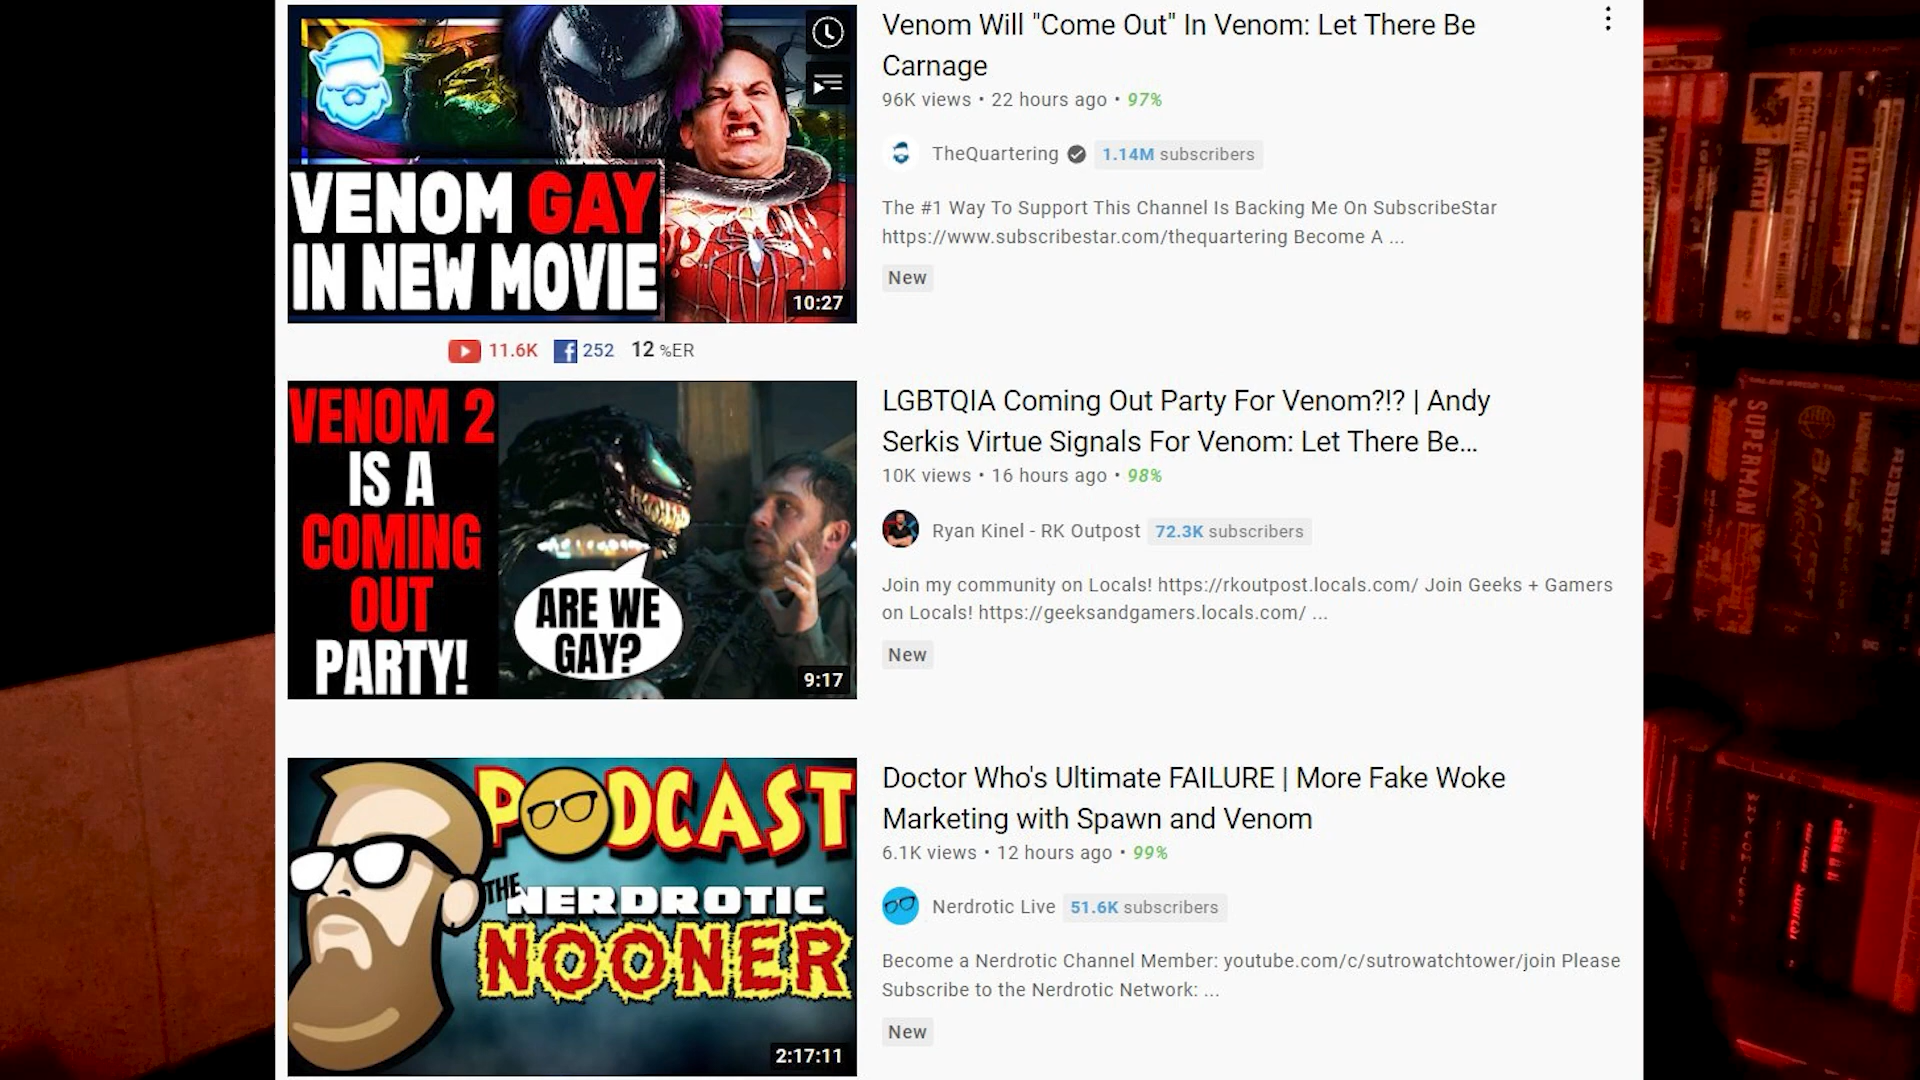 VENOM GAY
IN NEW MOVIE
10:27
11.6K 252 12 %ER
Venom Will "Come Out" In Venom: Let There Be
Carnage
96K views • 22 hours ago • 97%
TheQuartering 1.14M subscribers
The #1 Way To Support This Channel Is Backing Me On SubscribeStar
https://www.subscribestar.com/thequartering Become A ...
New
VENOM 2
IS A
COMING
OUT
PARTY!
ARE WE
GAY?
9:17
LGBTQIA Coming Out Party For Venom?!? | Andy
Serkis Virtue Signals For Venom: Let There Be...
10K views • 16 hours ago • 98%
Ryan Kinel - RK Outpost 72.3K subscribers
Join my community on Locals! https://rkoutpost.locals.com/ Join Geeks + Gamers
on Locals! https://geeksandgamers.locals.com/ ...
New
PODCAST
THE
NERDROTIC
NOONER
2:17:11
Doctor Who's Ultimate FAILURE | More Fake Woke
Marketing with Spawn and Venom
6.1K views • 12 hours ago • 99%
Nerdrotic Live 51.6K subscribers
Become a Nerdrotic Channel Member: youtube.com/c/sutrowatchtower/join Please
Subscribe to the Nerdrotic Network: ...
New
BATMAN
SUPERMAN